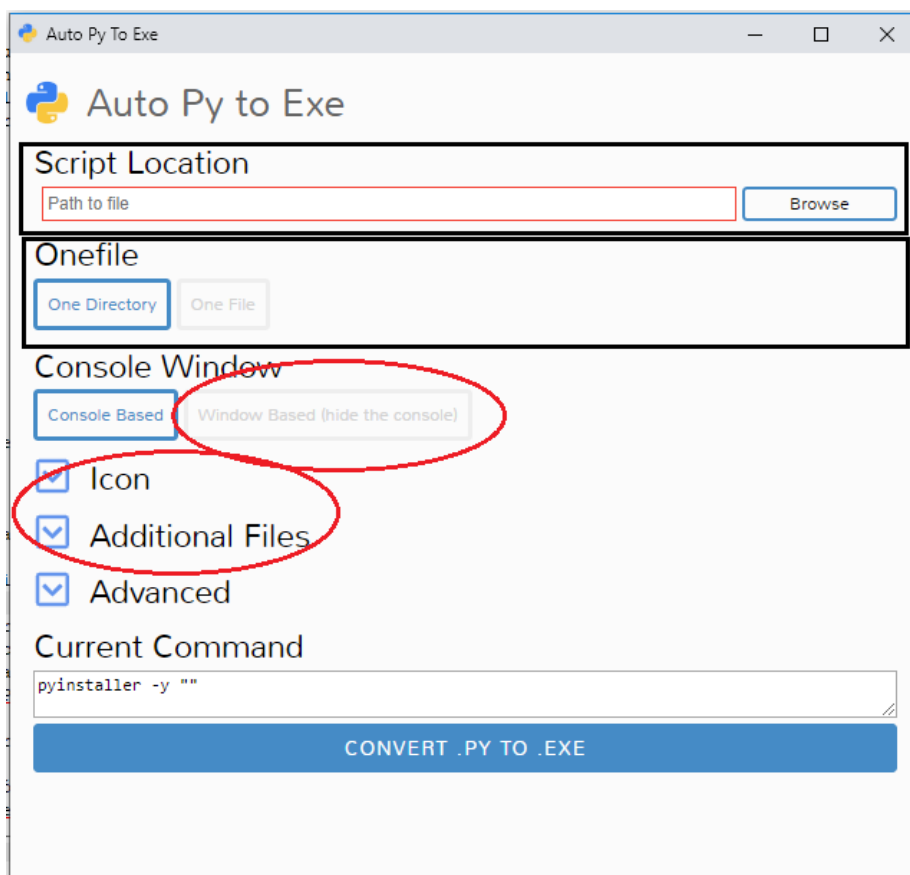 Auto Py To Exe
Auto Py to Exe
Script Location
Path to file Browse
Onefile
One Directory One File
Console Window
Console Based Window Based (hide the console)
Icon
Additional Files
Advanced
Current Command
pyinstaller -y ""
CONVERT .PY TO .EXE